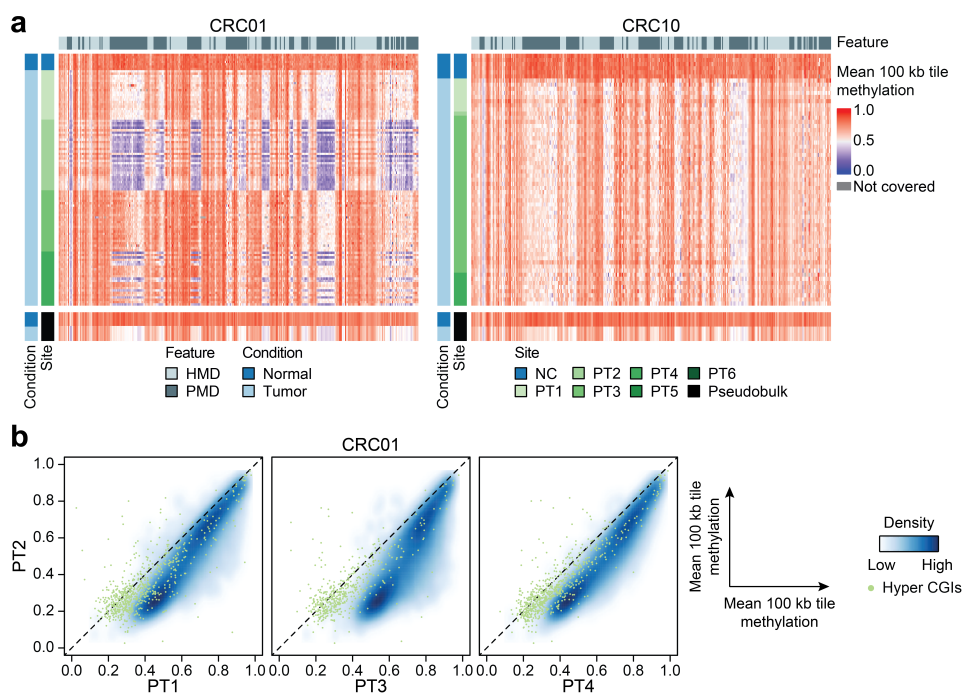 a
CRC01
CRC10
Feature
Mean 100 kb tile
methylation
1.0
0.5
0.0
Not covered
Condition
Site
Feature
HMD
PMD
Condition
Normal
Tumor
Condition
Site
Site
NC
PT2
PT4
PT6
PT1
PT3
PT5
Pseudobulk
b
CRC01
PT2
1.0
0.8
0.6
0.4
0.2
0.0
0.0 0.2 0.4 0.6 0.8 1.0
PT1
0.0 0.2 0.4 0.6 0.8 1.0
PT3
0.0 0.2 0.4 0.6 0.8 1.0
PT4
Mean 100 kb tile
methylation
Mean 100 kb tile
methylation
Density
Low High
Hyper CGIs